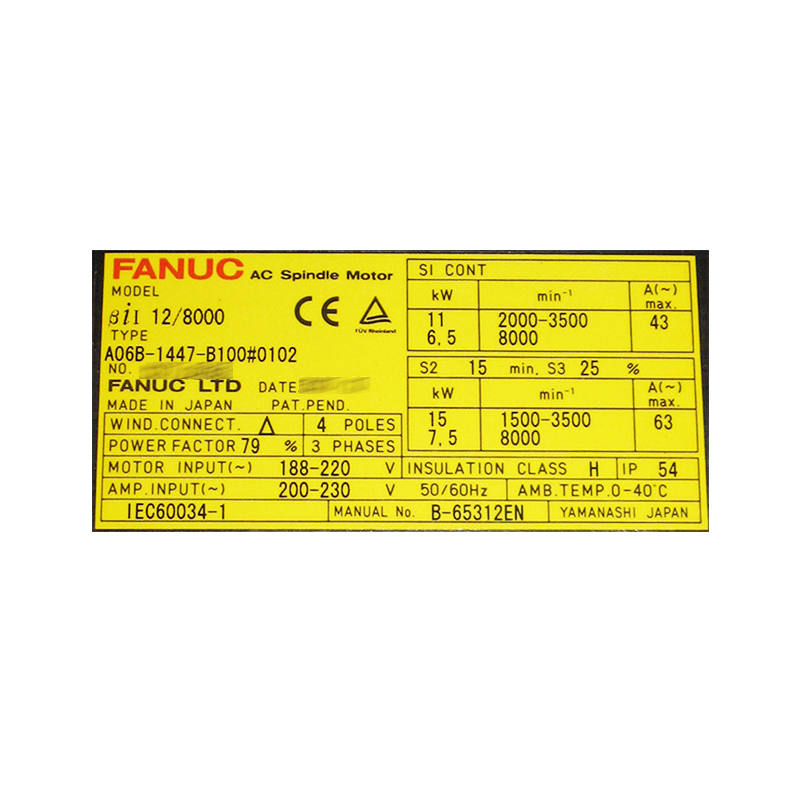 FANUC AC Spindle Motor
MODEL
βiI 12/8000
TYPE
A06B-1447-B100#0102
NO.
FANUC LTD DATE
MADE IN JAPAN PAT.PEND.
WIND.CONNECT. Δ 4 POLES
POWER FACTOR 79 % 3 PHASES
CE
TÜV Rheinland
SI CONT
kW min⁻¹ A(~) max.
11 2000-3500 43
6.5 8000
S2 15 min, S3 25 %
kW min⁻¹ A(~) max.
15 1500-3500 63
7.5 8000
MOTOR INPUT(~) 188-220 V INSULATION CLASS H IP 54
AMP.INPUT(~) 200-230 V 50/60Hz AMB.TEMP.0-40°C
IEC60034-1 MANUAL No. B-65312EN YAMANASHI JAPAN